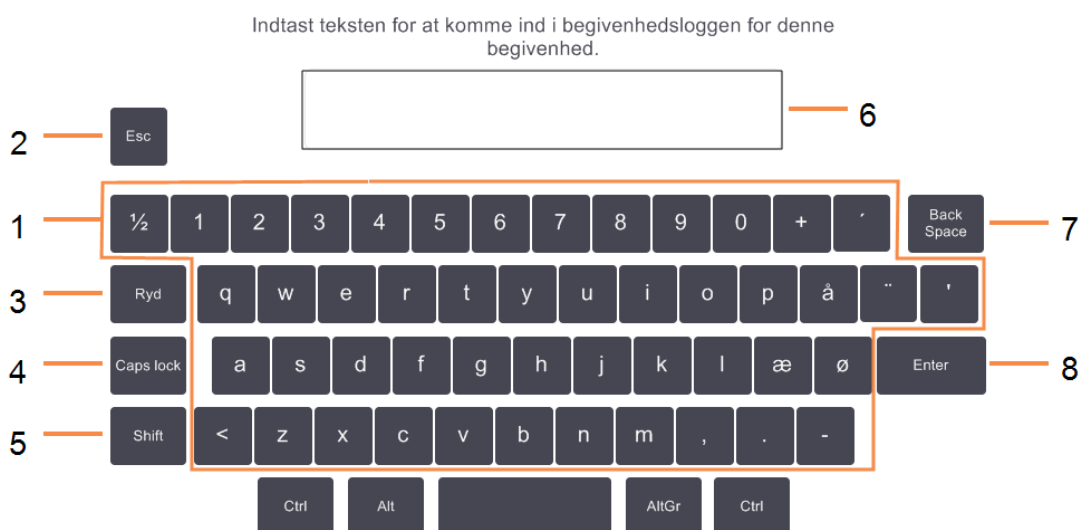 Indtast teksten for at komme ind i begivenhedsloggen for denne
begivenhed.
6
2 Esc
1 ½ 1 2 3 4 5 6 7 8 9 0 + ´ Back Space 7
3 Ryd q w e r t y u i o p å ¨ '
4 Caps lock a s d f g h j k l æ ø Enter 8
5 Shift < z x c v b n m , . -
Ctrl Alt AltGr Ctrl